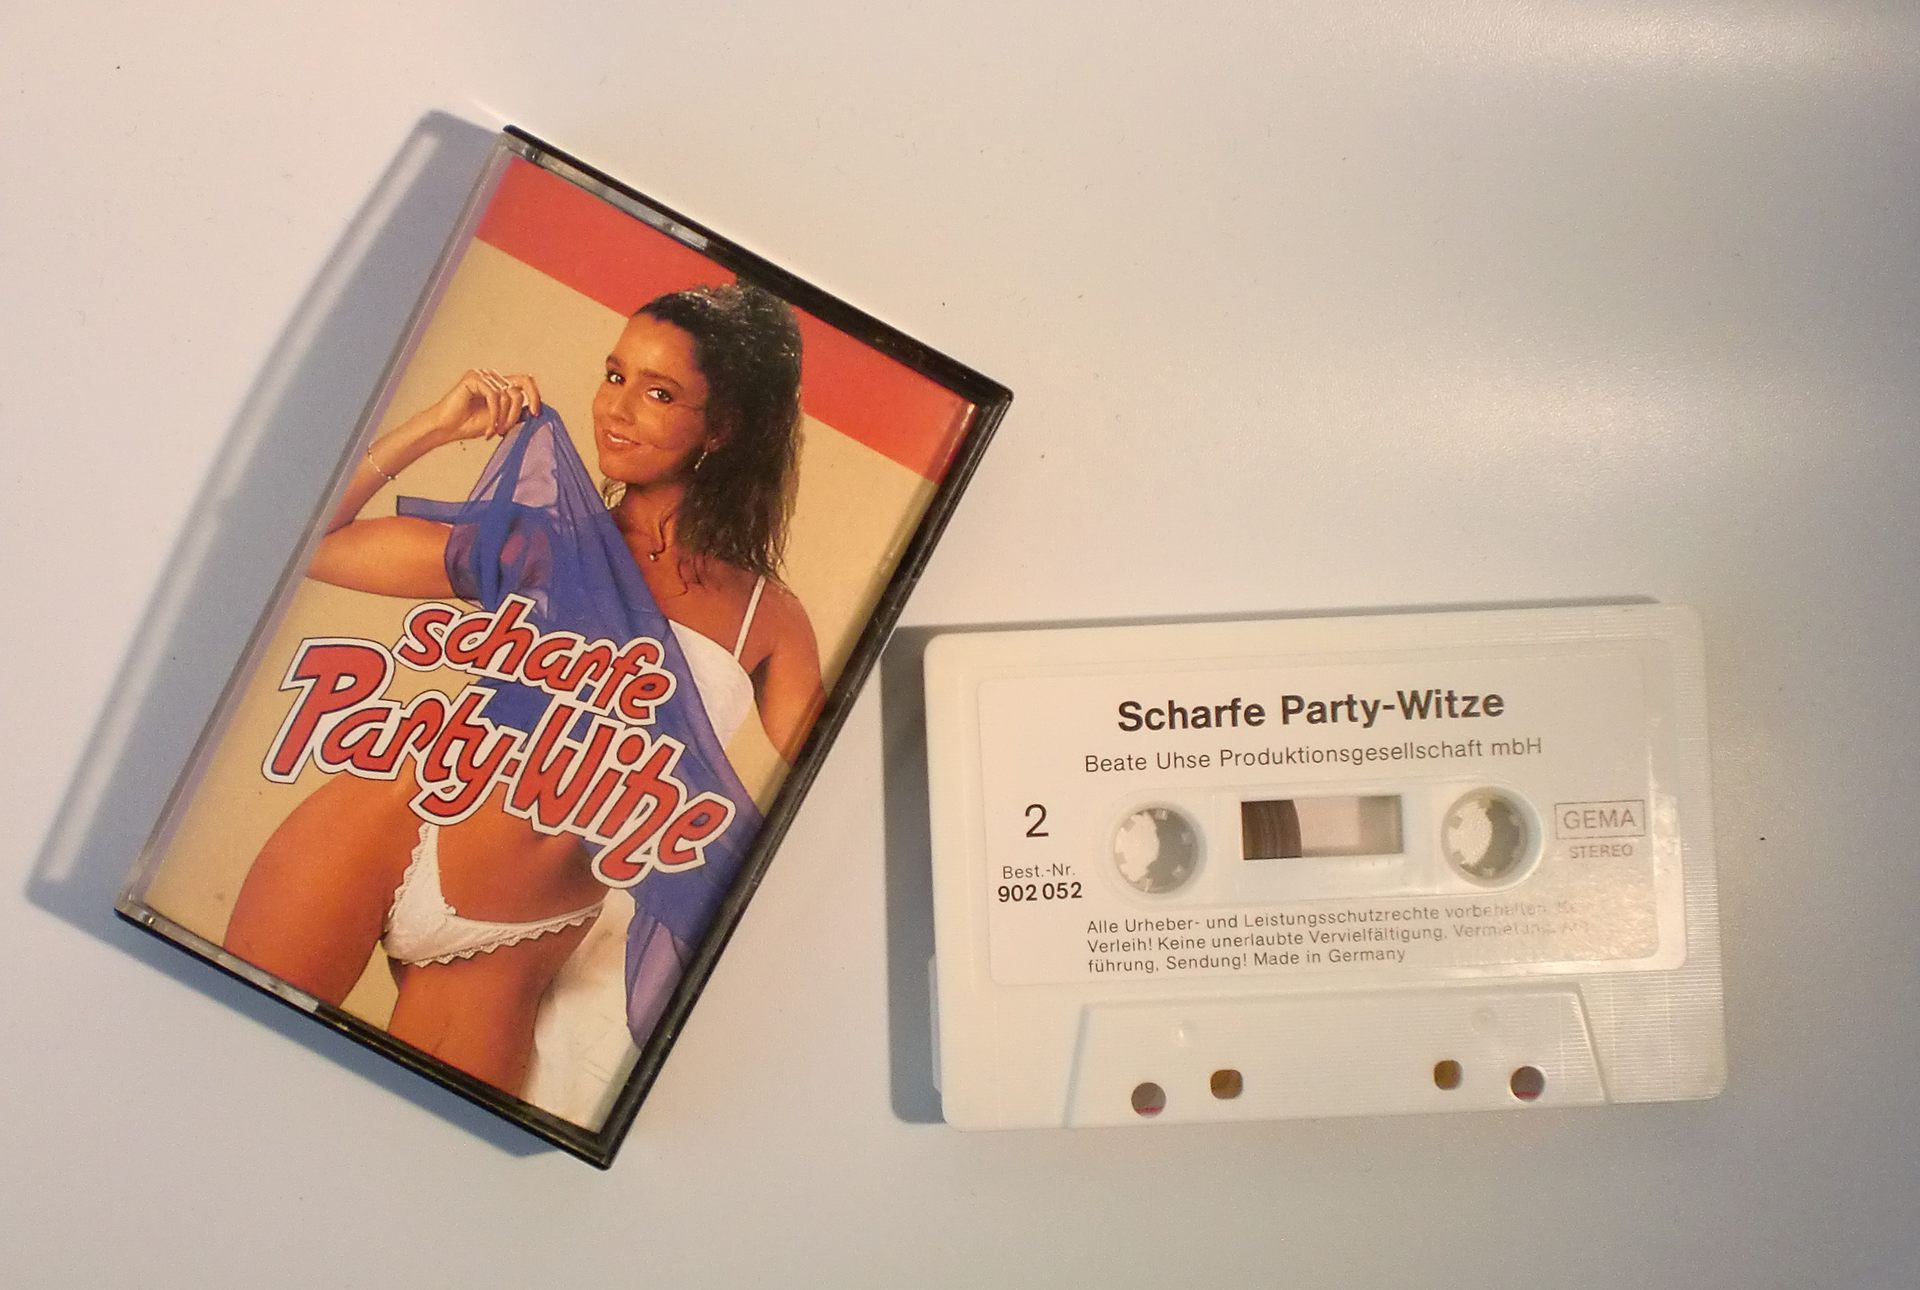 scharfe
Party-Witze
Scharfe Party-Witze
Beate Uhse Produktionsgesellschaft mbH
2
GEMA
STEREO
Best.-Nr.
902 052
Alle Urheber- und Leistungsschutzrechte vorbehalten.
Verleih! Keine unerlaubte Vervielfältigung, Vermietung,
führung, Sendung! Made in Germany